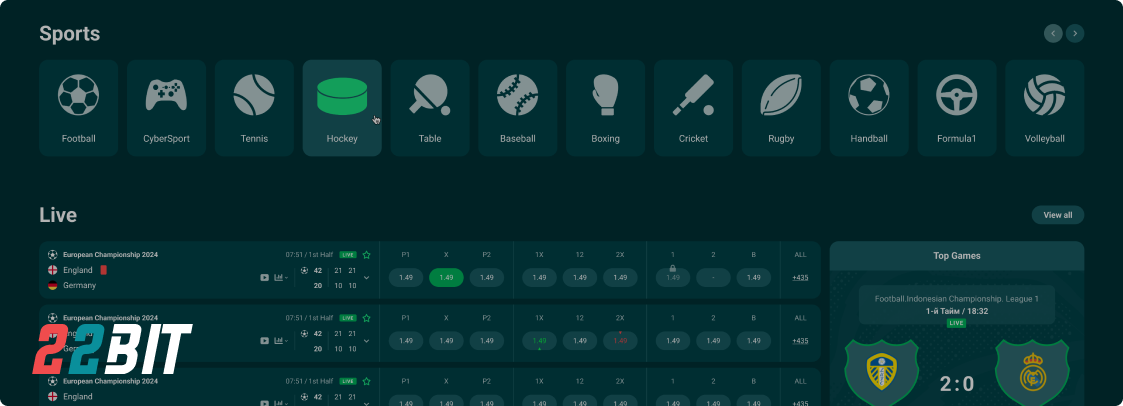 Sports
Football CyberSport Tennis Hockey Table Baseball Boxing Cricket Rugby Handball Formula1 Volleyball
Live
View all
European Championship 2024 07:51 / 1st Half LIVE P1 X P2 1X 12 2X 1 2 B ALL
England 42 21 21 1.49 1.49 1.49 1.49 1.49 1.49 1.49 - 1.49 +435
Germany 20 10 10
European Championship 2024 07:51 / 1st Half LIVE P1 X P2 1X 12 2X 1 2 B ALL
42 21 21 1.49 1.49 1.49 1.49 1.49 1.49 1.49 1.49 1.49 +435
20 10 10
European Championship 2024 07:51 / 1st Half LIVE P1 X P2 1X 12 2X 1 2 B ALL
England 42 21 21 1.49 1.49 1.49 1.49 1.49 1.49 1.49 1.49 1.49 +435
Top Games
Football.Indonesian Championship. League 1
1-й Тайм / 18:32
LIVE
2:0
22BIT